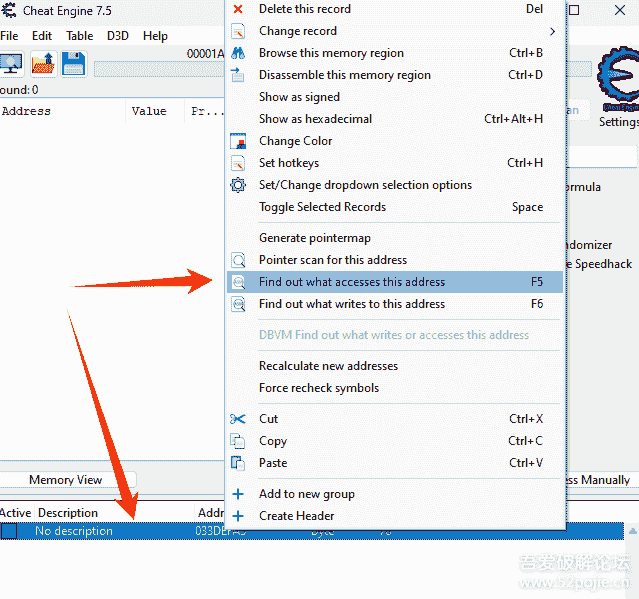 Cheat Engine 7.5
File Edit Table D3D Help
00001A
ound: 0
Address Value Pr...
Delete this record Del
Change record
Browse this memory region Ctrl+B
Disassemble this memory region Ctrl+D
Show as signed
Show as hexadecimal Ctrl+Alt+H
Change Color
Set hotkeys Ctrl+H
Set/Change dropdown selection options
Toggle Selected Records Space
Generate pointermap
Pointer scan for this address
Find out what accesses this address F5
Find out what writes to this address F6
DBVM Find out what writes or accesses this address
Recalculate new addresses
Force recheck symbols
Cut Ctrl+X
Copy Ctrl+C
Paste Ctrl+V
Add to new group
Create Header
an
Settings
ormula
ndomizer
e Speedhack
Memory View
ss Manually
Active Description Addr
No description
吾爱破解论坛
www.52pojie.cn